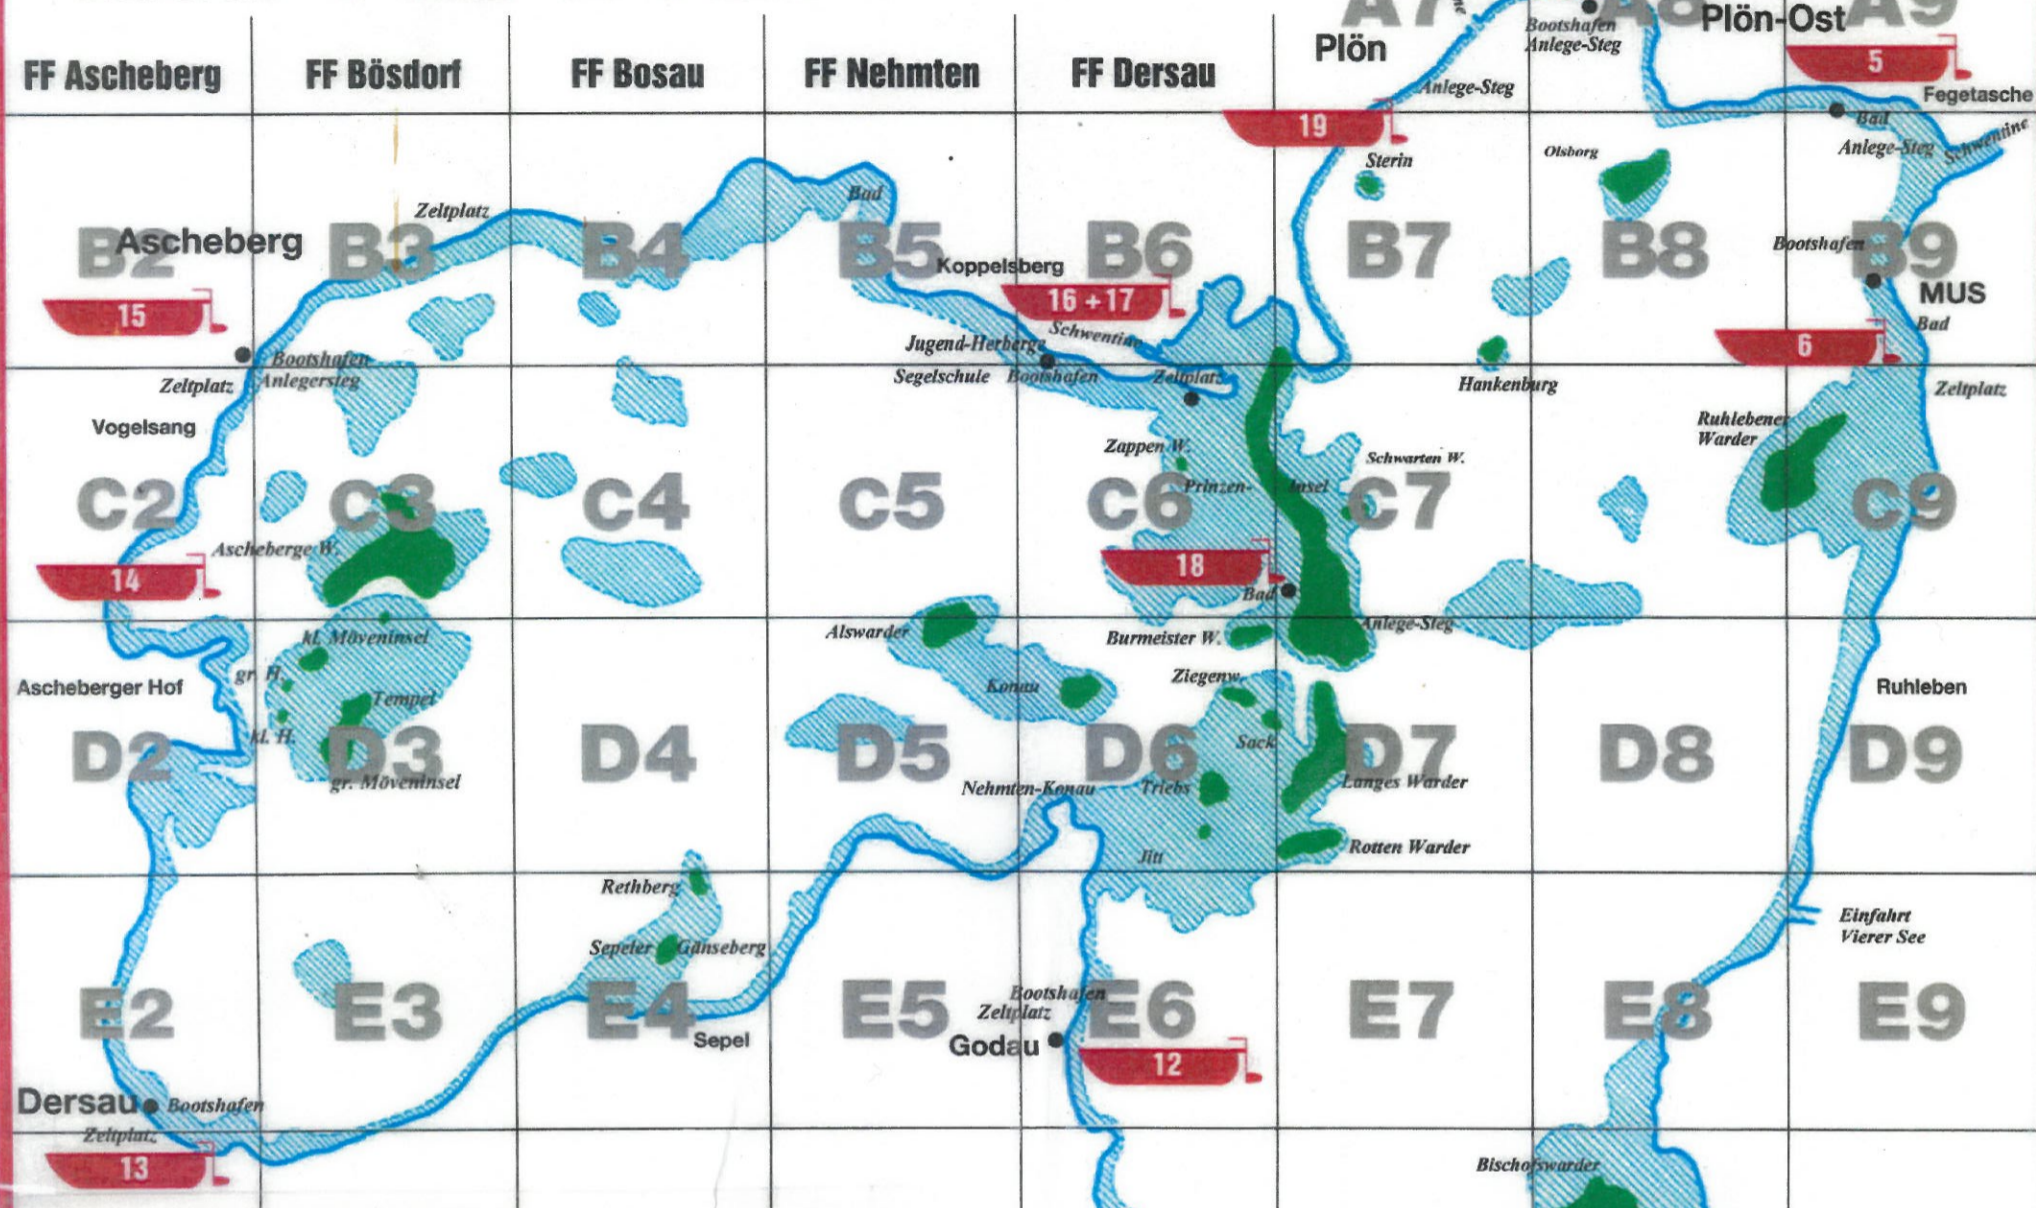 A7
A8
A9
Plön-Ost
Bootshafen
Anlege-Steg
Plön
5
FF Ascheberg
FF Bösdorf
FF Bosau
FF Nehmten
FF Dersau
Anlege-Steg
Fegetasche
Bad
19
Anlege-Steg
Schwentine
Sterin
Olsborg
Zeltplatz
Bad
B2
Ascheberg
B3
B4
B5
B6
B7
B8
Bootshafen
B9
Koppelsberg
MUS
15
16 + 17
Bad
Schwentine
Jugend-Herberge
6
Bootshafen
Anlegersteg
Zeltplatz
Segelschule
Bootshafen
Zeltplatz
Hankenburg
Zeltplatz
Vogelsang
Ruhlebener
Warder
Zappen W.
Schwarten W.
C2
C3
C4
C5
C6
Prinzen-
Insel
C7
C9
Ascheberge W.
14
18
Bad
kl. Möveninsel
Alswarder
Burmeister W.
Anlege-Steg
gr. H.
Ascheberger Hof
Tempel
Konau
Ziegenw.
Ruhleben
D2
kl. H.
D3
D4
D5
D6
Sack
D7
D8
D9
gr. Möveninsel
Nehmten-Konau
Triebs
Langes Warder
Jitt
Rotten Warder
Rethberg
Einfahrt
Vierer See
Sepeler
Gänseberg
E2
E3
E4
E5
Bootshafen
Zeltplatz
E6
E7
E8
E9
Sepel
Godau
12
Dersau
Bootshafen
Zeltplatz
13
Bischofswarder